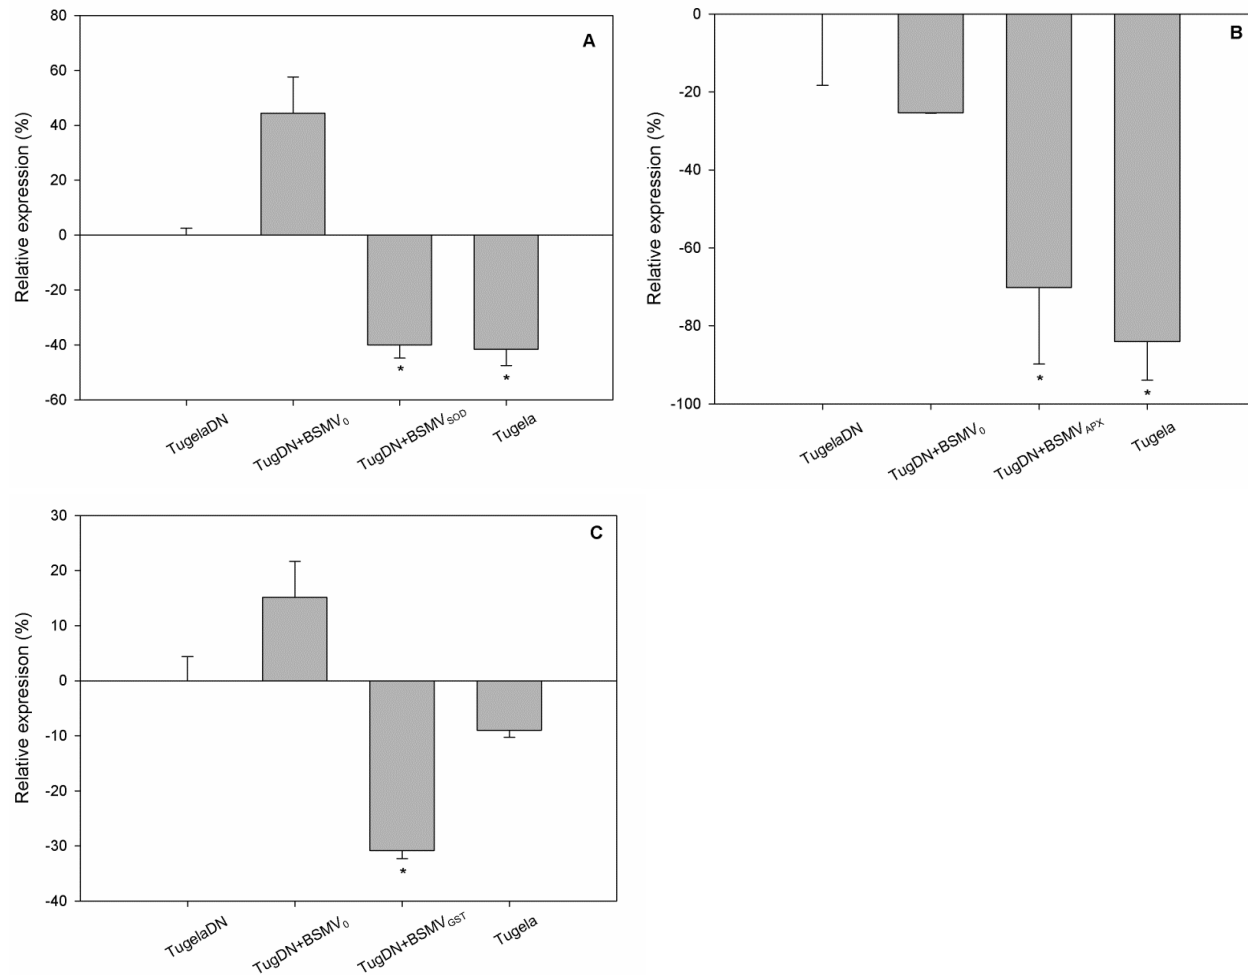 A
Relative expression (%)
80
60
40
20
0
-20
-40
-60
*
*
TugelaDN
TugDN+BSMV0
TugDN+BSMVSOD
Tugela
B
Relative expression (%)
0
-20
-40
-60
-80
-100
*
*
TugelaDN
TugDN+BSMV0
TugDN+BSMVAPX
Tugela
C
Relative expresison (%)
30
20
10
0
-10
-20
-30
-40
*
TugelaDN
TugDN+BSMV0
TugDN+BSMVGST
Tugela